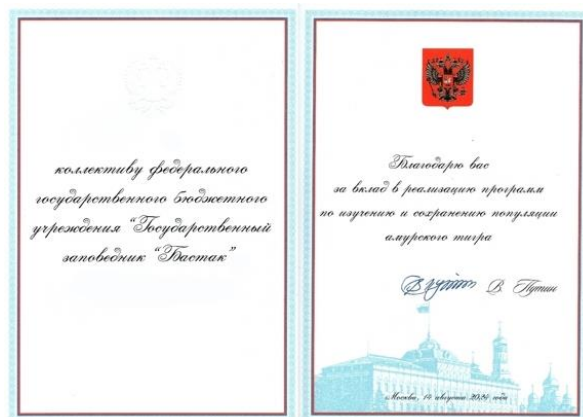 коллективу федерального
государственного бюджетного
учреждения "Государственный
заповедник "Бастак"
Благодарю вас
за вклад в реализацию программ
по изучению и сохранению популяции
амурского тигра
В. Путин
Москва, 14 августа 2024 года